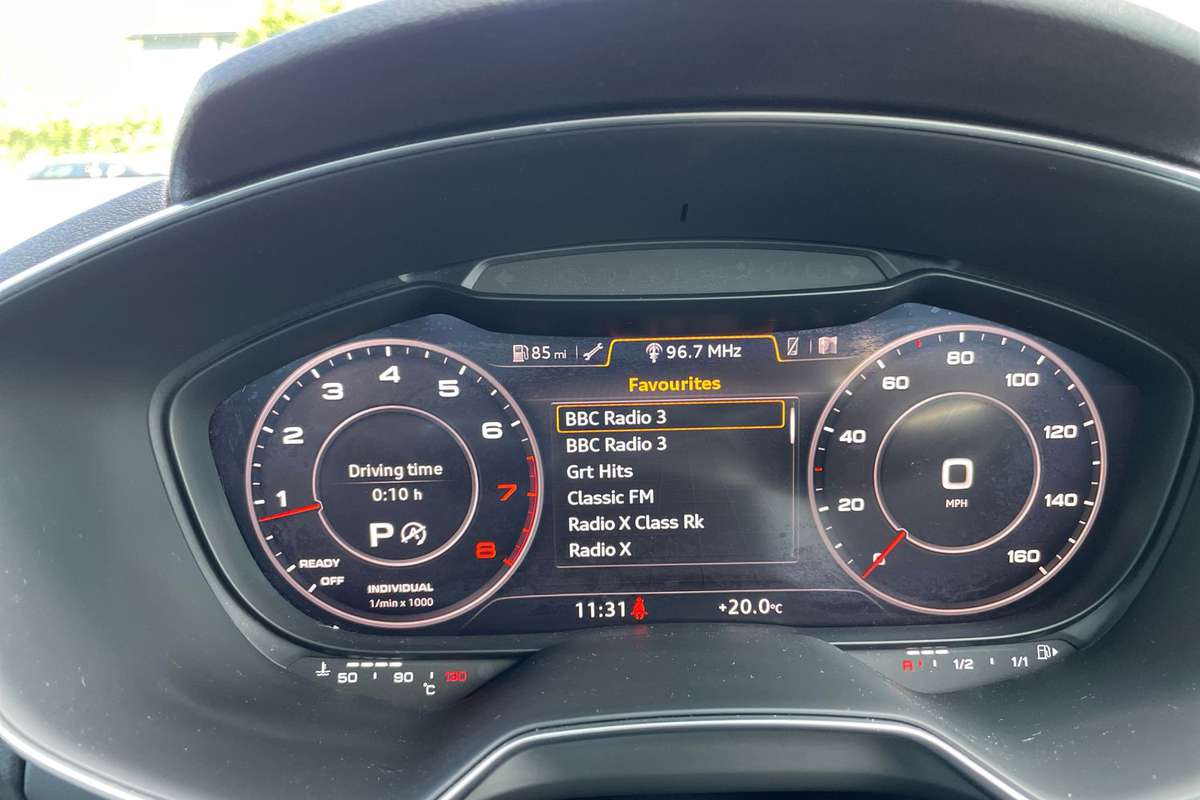 85 mi
96.7 MHz
Favourites
BBC Radio 3
BBC Radio 3
Grt Hits
Classic FM
Radio X Class Rk
Radio X
1
2
3
4
5
6
7
8
Driving time
0:10 h
P
READY
OFF
INDIVIDUAL
1/min x 1000
0
20
40
60
80
100
120
140
160
0
MPH
11:31
+20.0°C
50 90 130
°C
R 1/2 1/1